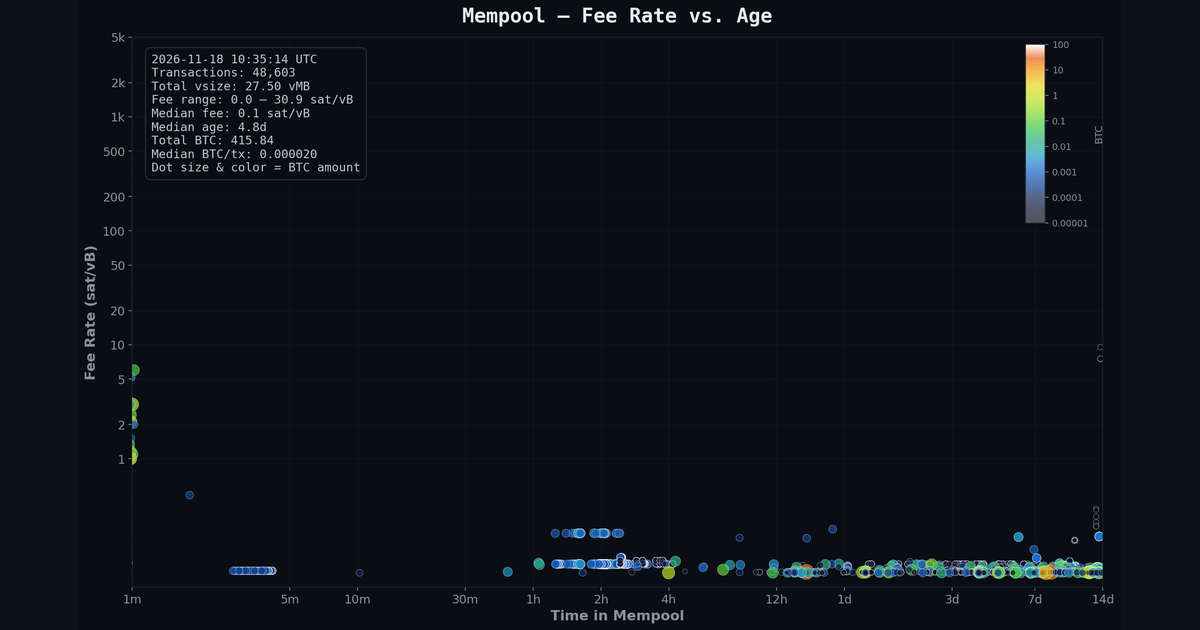 Mempool — Fee Rate vs. Age
2026-11-18 10:35:14 UTC
Transactions: 48,603
Total vsize: 27.50 vMB
Fee range: 0.0 – 30.9 sat/vB
Median fee: 0.1 sat/vB
Median age: 4.8d
Total BTC: 415.84
Median BTC/tx: 0.000020
Dot size & color = BTC amount
5k
2k
1k
500
200
100
50
20
10
5
2
1
Fee Rate (sat/vB)
100
10
1
0.1
0.01
0.001
0.0001
0.00001
BTC
1m 5m 10m 30m 1h 2h 4h 12h 1d 3d 7d 14d
Time in Mempool